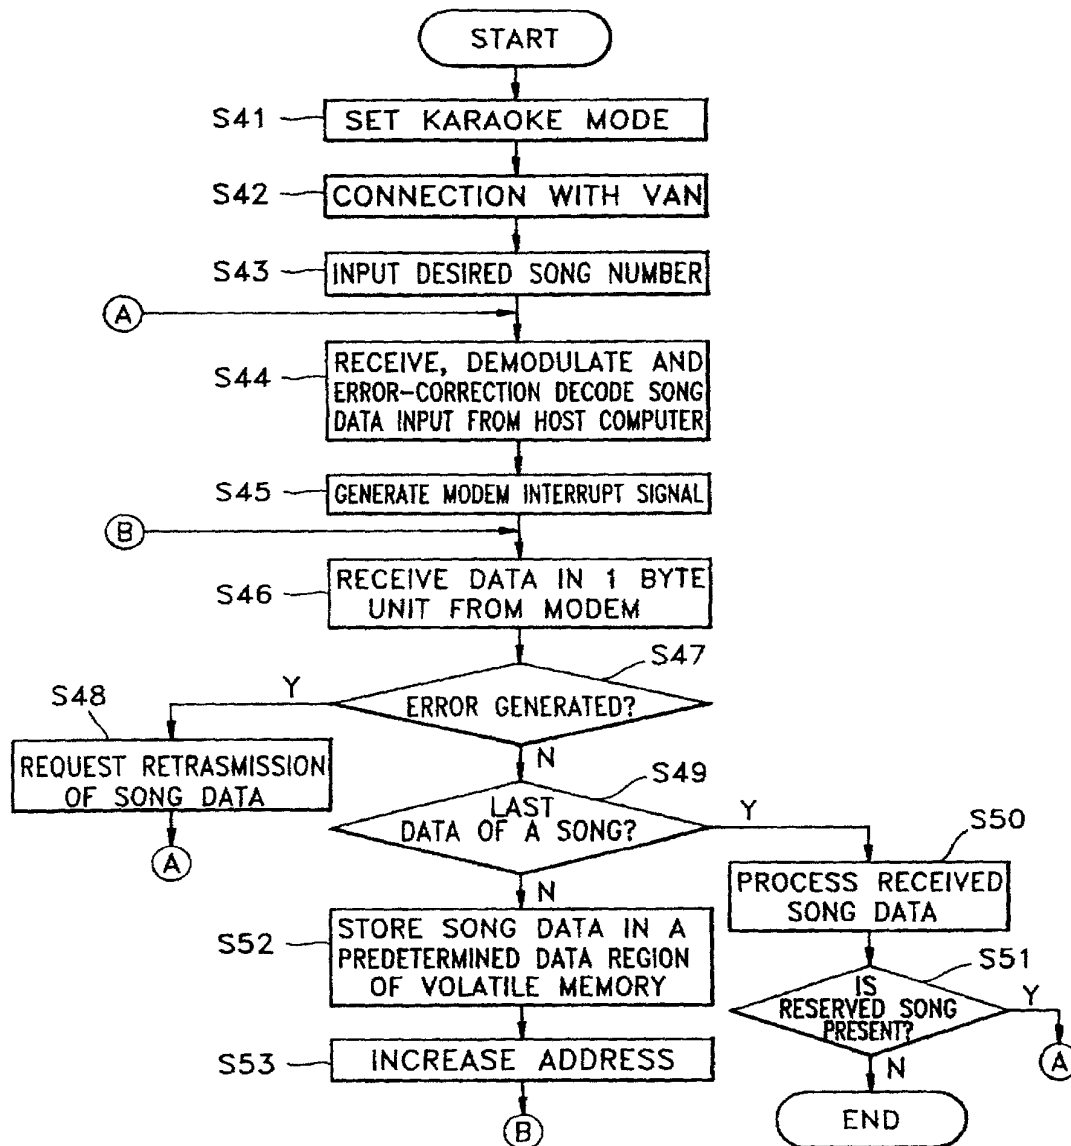 START
S41
SET KARAOKE MODE
S42
CONNECTION WITH VAN
S43
INPUT DESIRED SONG NUMBER
A
S44
RECEIVE, DEMODULATE AND
ERROR-CORRECTION DECODE SONG
DATA INPUT FROM HOST COMPUTER
S45
GENERATE MODEM INTERRUPT SIGNAL
B
S46
RECEIVE DATA IN 1 BYTE
UNIT FROM MODEM
S47
ERROR GENERATED?
Y
N
S48
REQUEST RETRASMISSION
OF SONG DATA
A
S49
LAST
DATA OF A SONG?
Y
N
S50
PROCESS RECEIVED
SONG DATA
S51
IS
RESERVED SONG
PRESENT?
Y
A
N
END
S52
STORE SONG DATA IN A
PREDETERMINED DATA REGION
OF VOLATILE MEMORY
S53
INCREASE ADDRESS
B